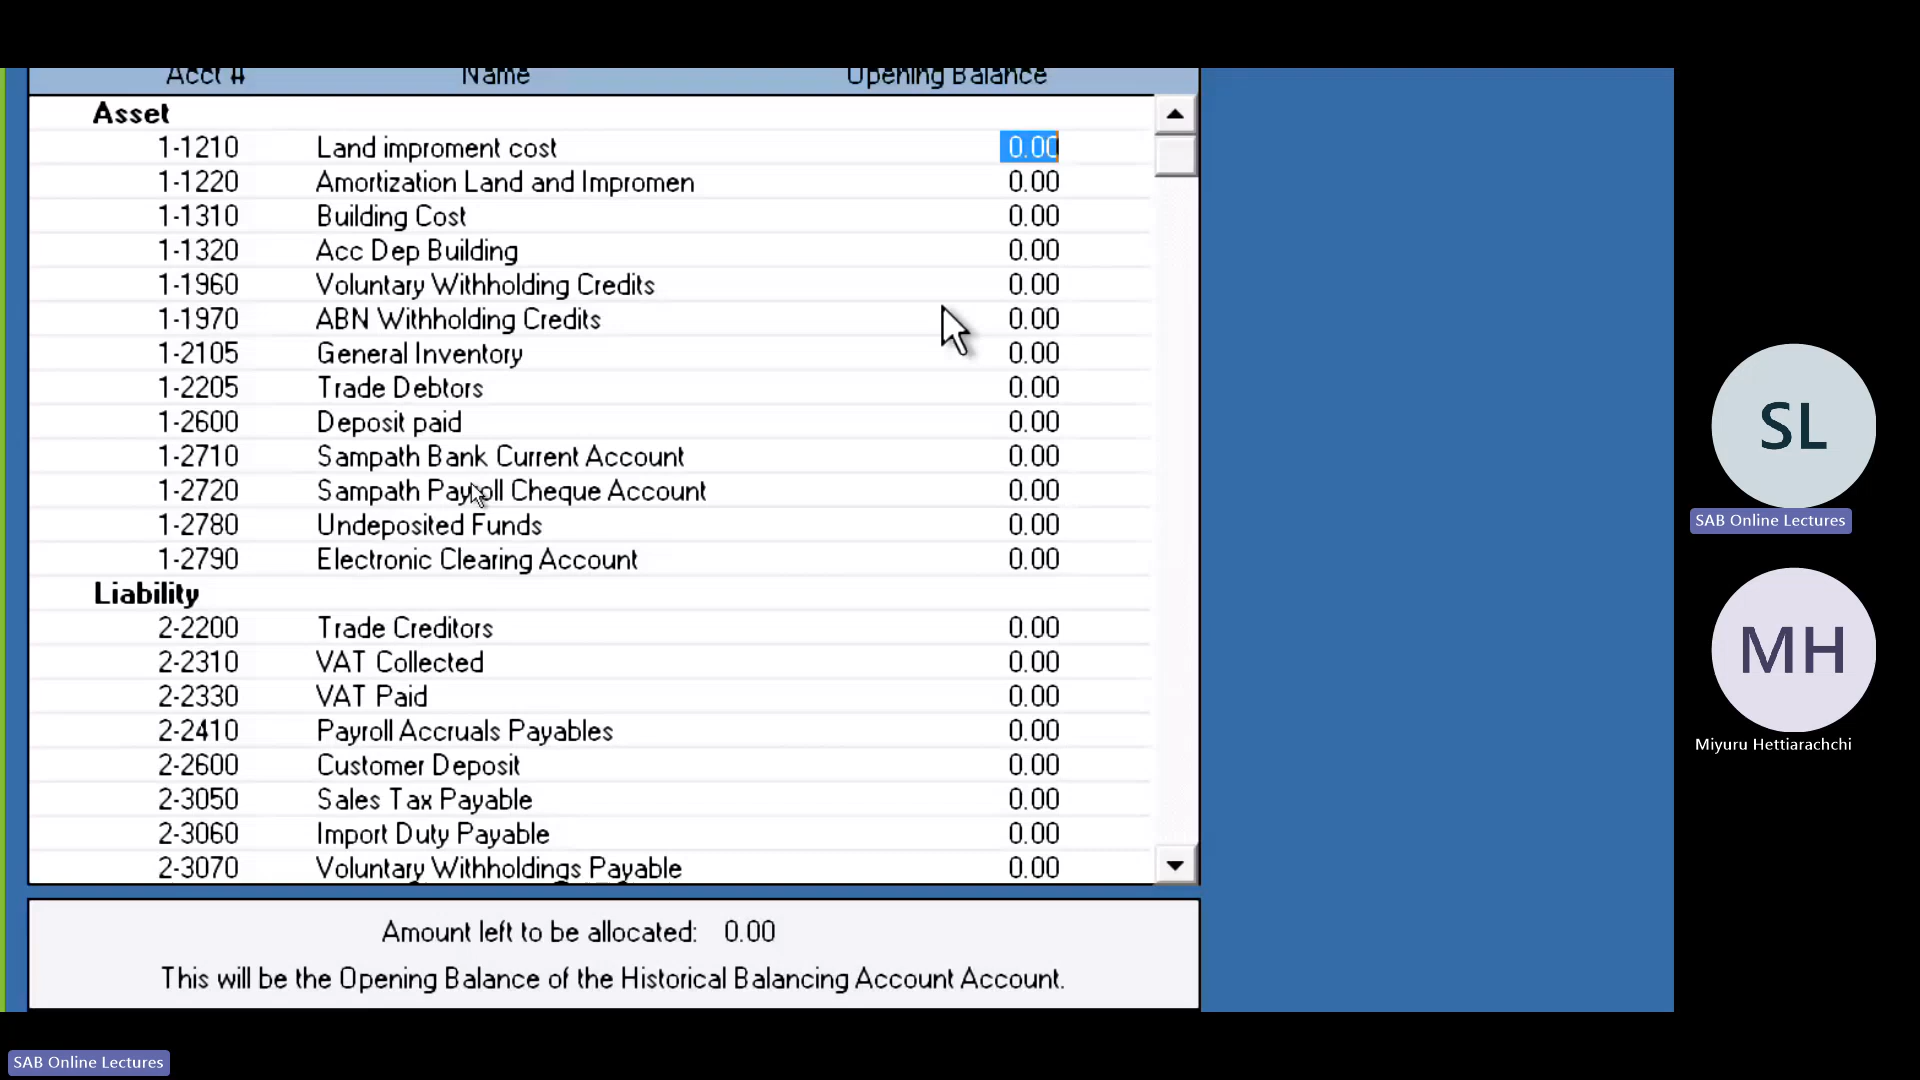 Acct # Name Opening Balance
Asset
1-1210 Land improment cost 0.00
1-1220 Amortization Land and Impromen 0.00
1-1310 Building Cost 0.00
1-1320 Acc Dep Building 0.00
1-1960 Voluntary Withholding Credits 0.00
1-1970 ABN Withholding Credits 0.00
1-2105 General Inventory 0.00
1-2205 Trade Debtors 0.00
1-2600 Deposit paid 0.00
1-2710 Sampath Bank Current Account 0.00
1-2720 Sampath Payroll Cheque Account 0.00
1-2780 Undeposited Funds 0.00
1-2790 Electronic Clearing Account 0.00
Liability
2-2200 Trade Creditors 0.00
2-2310 VAT Collected 0.00
2-2330 VAT Paid 0.00
2-2410 Payroll Accruals Payables 0.00
2-2600 Customer Deposit 0.00
2-3050 Sales Tax Payable 0.00
2-3060 Import Duty Payable 0.00
2-3070 Voluntary Withholdings Payable 0.00
Amount left to be allocated: 0.00
This will be the Opening Balance of the Historical Balancing Account Account.
SL
SAB Online Lectures
MH
Miyuru Hettiarachchi
SAB Online Lectures